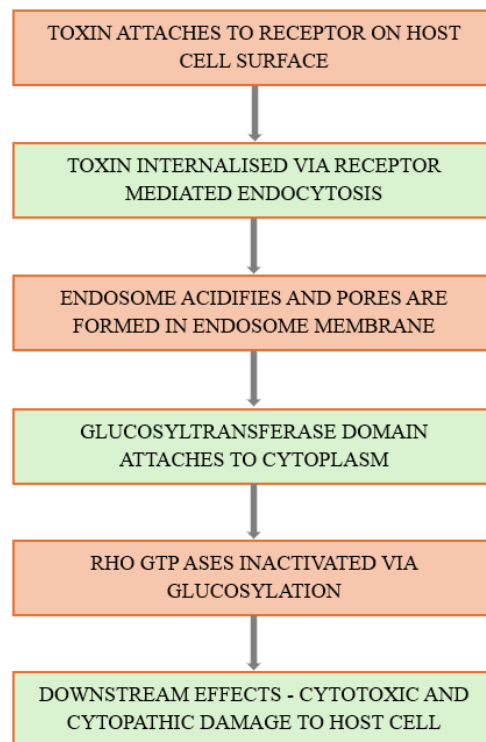 TOXIN ATTACHES TO RECEPTOR ON HOST
CELL SURFACE
TOXIN INTERNALISED VIA RECEPTOR
MEDIATED ENDOCYTOSIS
ENDOSOME ACIDIFIES AND PORES ARE
FORMED IN ENDOSOME MEMBRANE
GLUCOSYLTRANSFERASE DOMAIN
ATTACHES TO CYTOPLASM
RHO GTP ASES INACTIVATED VIA
GLUCOSYLATION
DOWNSTREAM EFFECTS - CYTOTOXIC AND
CYTOPATHIC DAMAGE TO HOST CELL